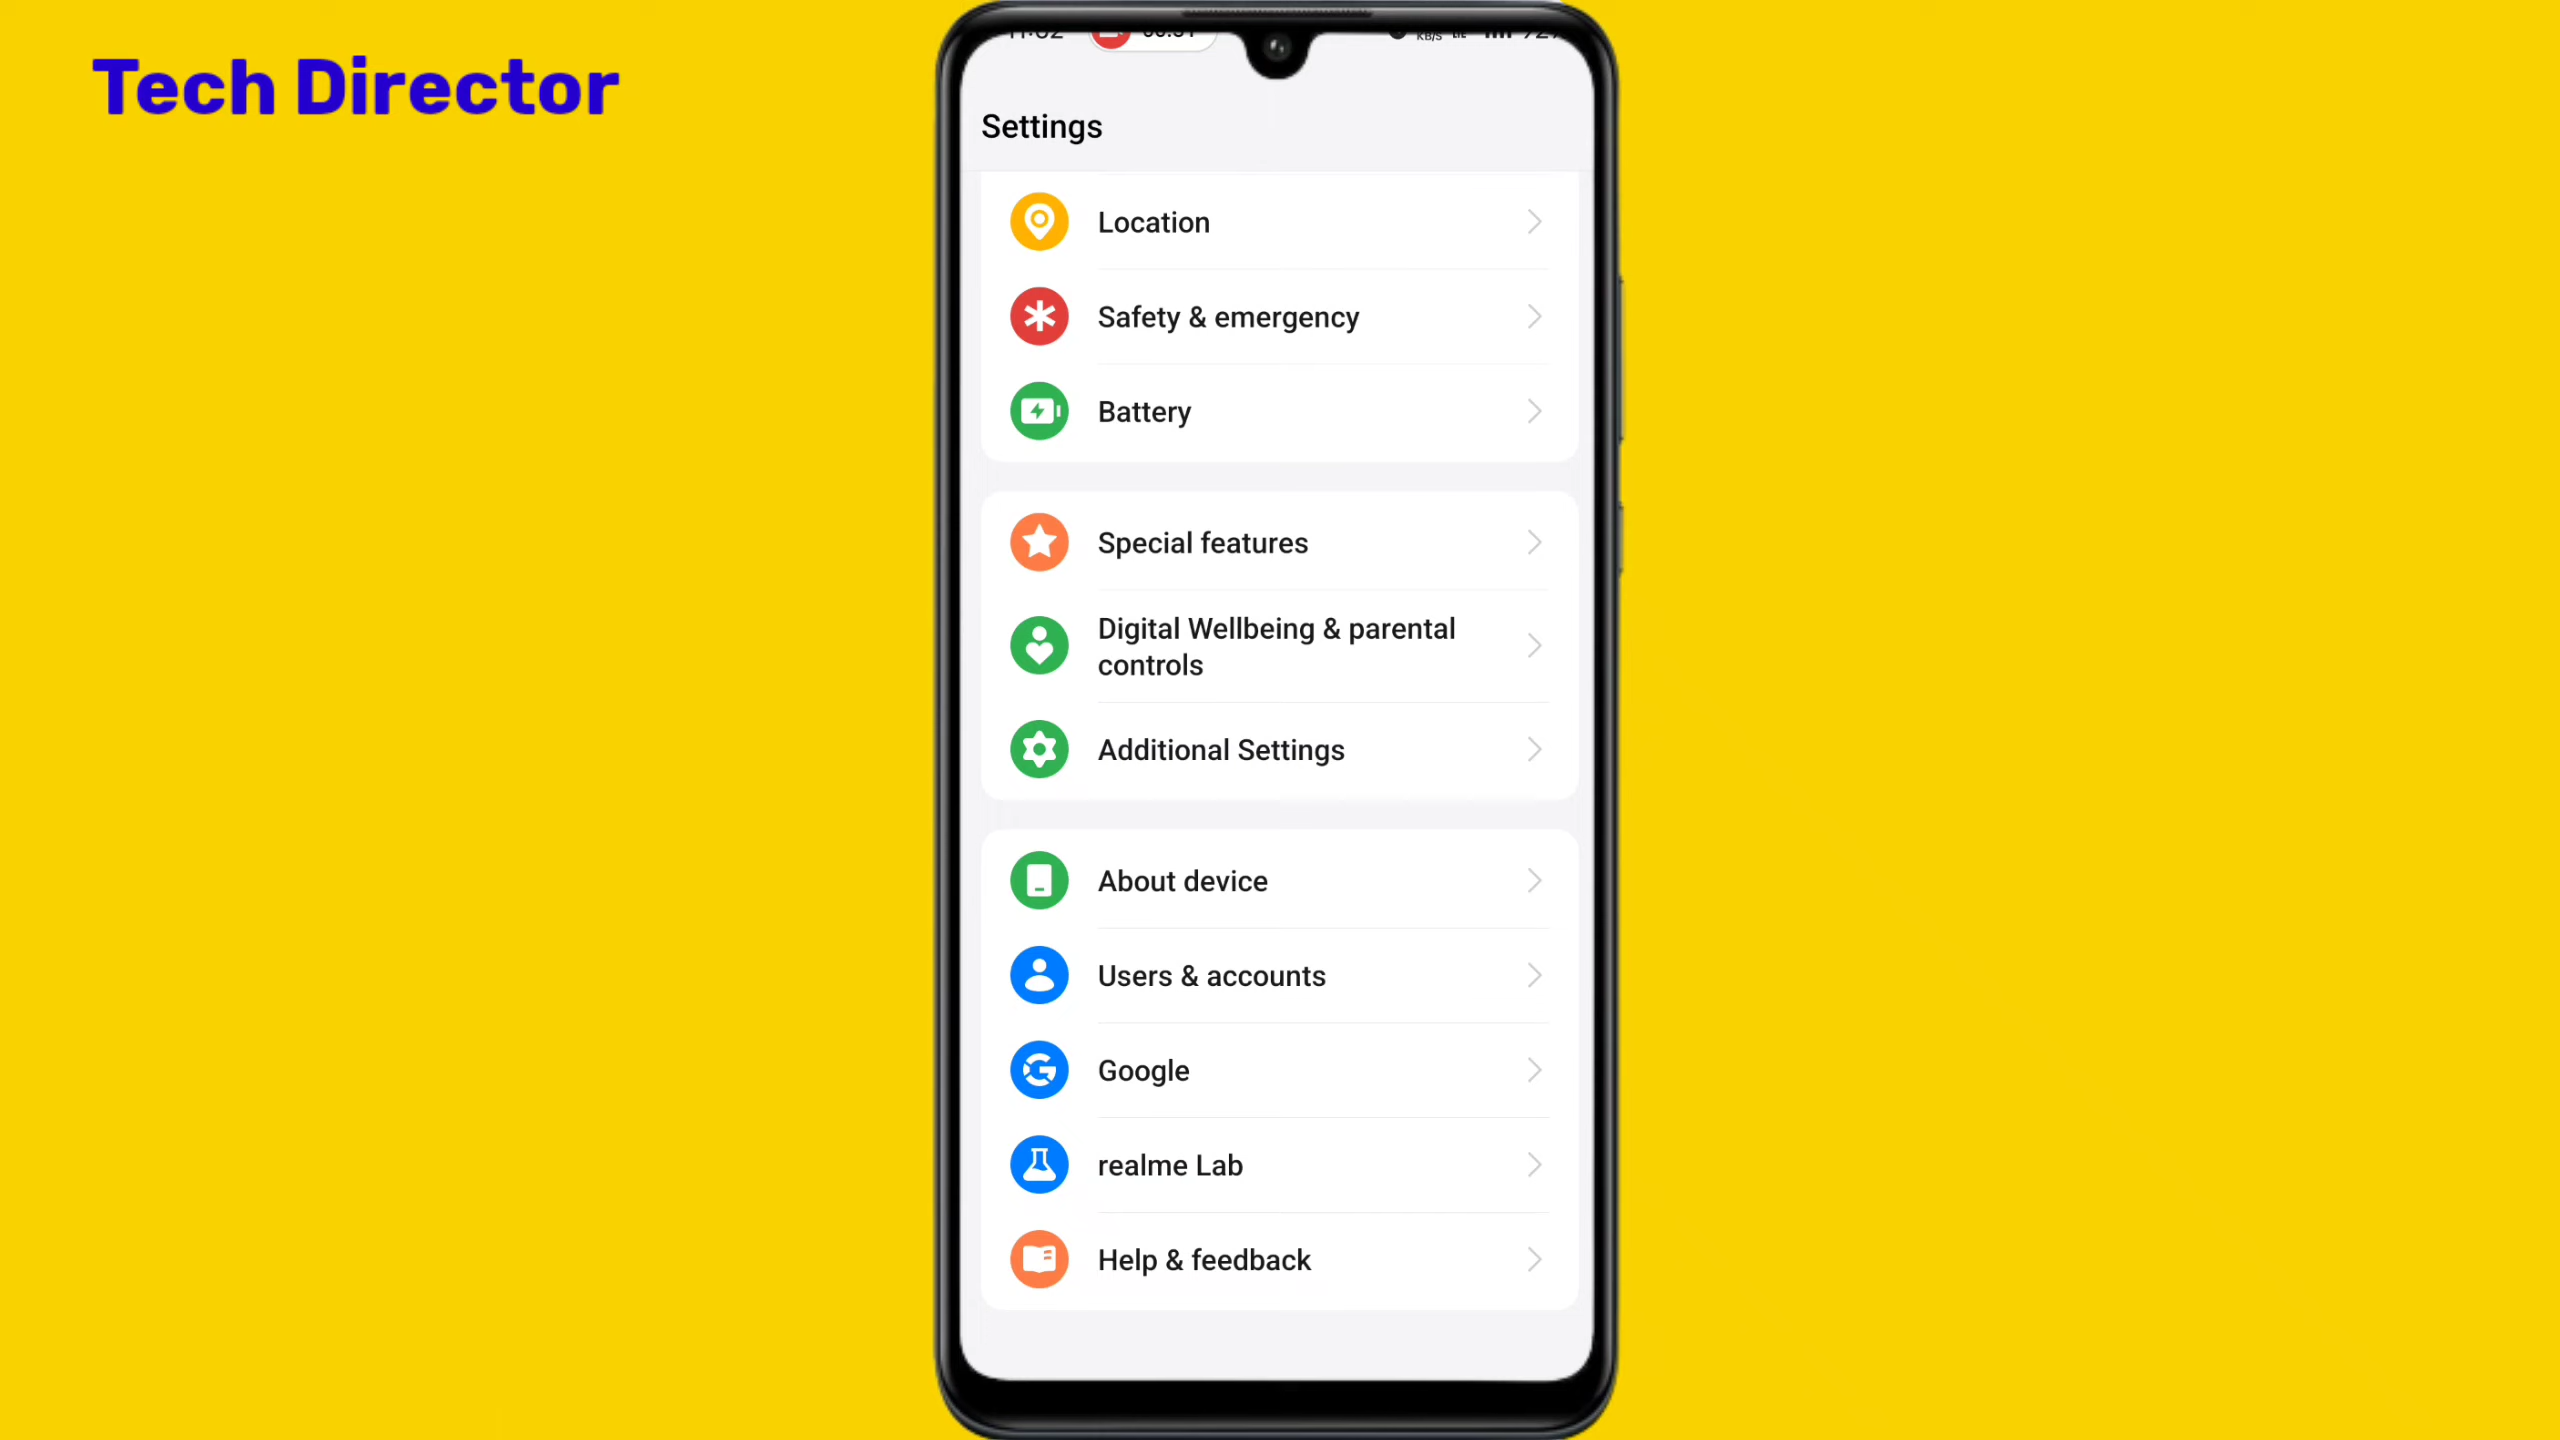 Tech Director
KB/S
Settings
Location
Safety & emergency
Battery
Special features
Digital Wellbeing & parental
controls
Additional Settings
About device
Users & accounts
Google
realme Lab
Help & feedback